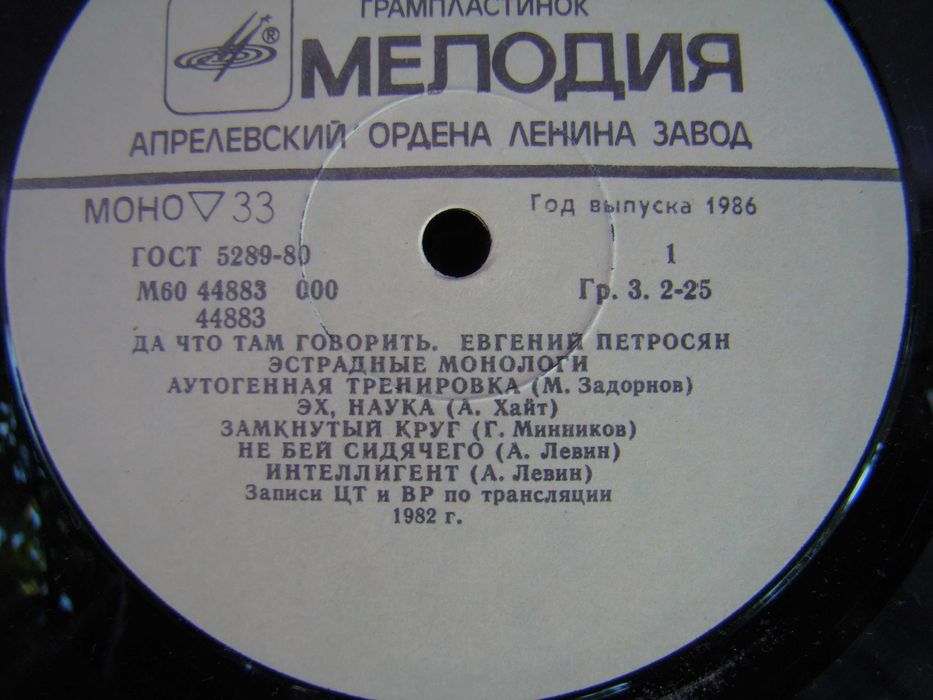 ГРАМПЛАСТИНОК
®
МЕЛОДИЯ
АПРЕЛЕВСКИЙ ОРДЕНА ЛЕНИНА ЗАВОД
МОНО ▽ 33 Год выпуска 1986
ГОСТ 5289-80 1
М60 44883 000 Гр. 3. 2-25
44883
ДА ЧТО ТАМ ГОВОРИТЬ. ЕВГЕНИЙ ПЕТРОСЯН
ЭСТРАДНЫЕ МОНОЛОГИ
АУТОГЕННАЯ ТРЕНИРОВКА (М. Задорнов)
ЭХ, НАУКА (А. Хайт)
ЗАМКНУТЫЙ КРУГ (Г. Минников)
НЕ БЕЙ СИДЯЧЕГО (А. Левин)
ИНТЕЛЛИГЕНТ (А. Левин)
Записи ЦТ и ВР по трансляции
1982 г.